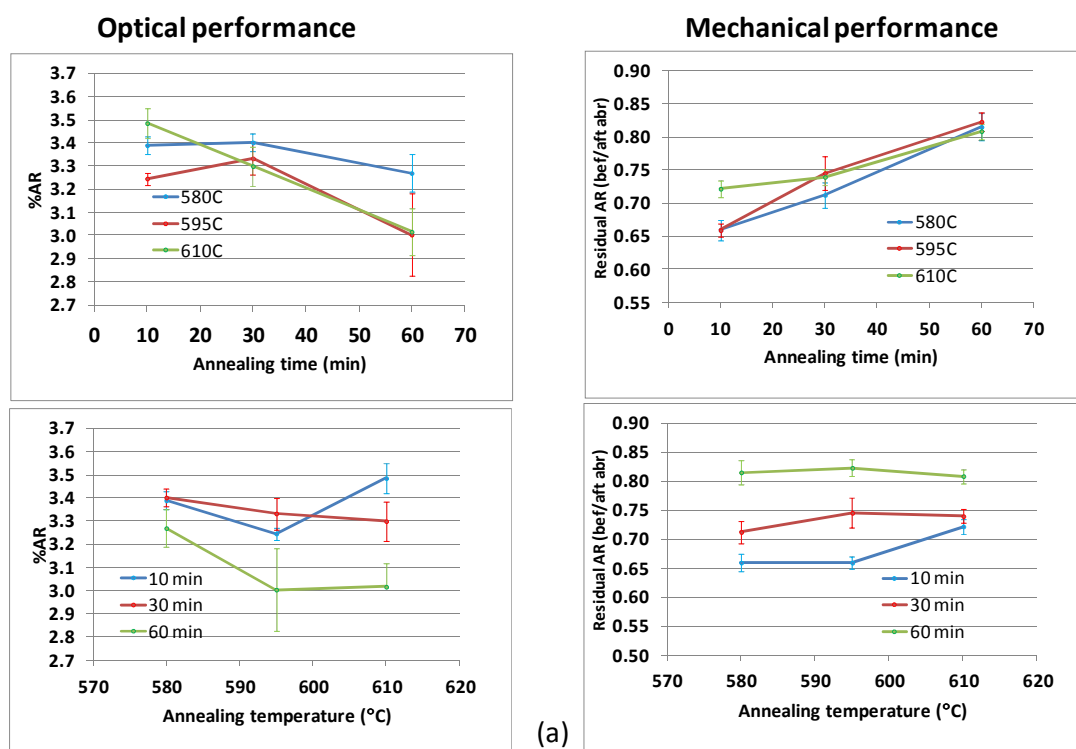 Optical performance
3.7
3.6
3.5
3.4
3.3
3.2
3.1
3.0
2.9
2.8
2.7
%AR
580C
595C
610C
0 10 20 30 40 50 60 70
Annealing time (min)
Mechanical performance
0.90
0.85
0.80
0.75
0.70
0.65
0.60
0.55
Residual AR (bef/aft abr)
580C
595C
610C
0 10 20 30 40 50 60 70
Annealing time (min)
3.7
3.6
3.5
3.4
3.3
3.2
3.1
3.0
2.9
2.8
2.7
%AR
10 min
30 min
60 min
570 580 590 600 610 620
Annealing temperature (°C)
0.90
0.85
0.80
0.75
0.70
0.65
0.60
0.55
0.50
Residual AR (bef/aft abr)
10 min
30 min
60 min
570 580 590 600 610 620
Annealing temperature (°C)
(a)